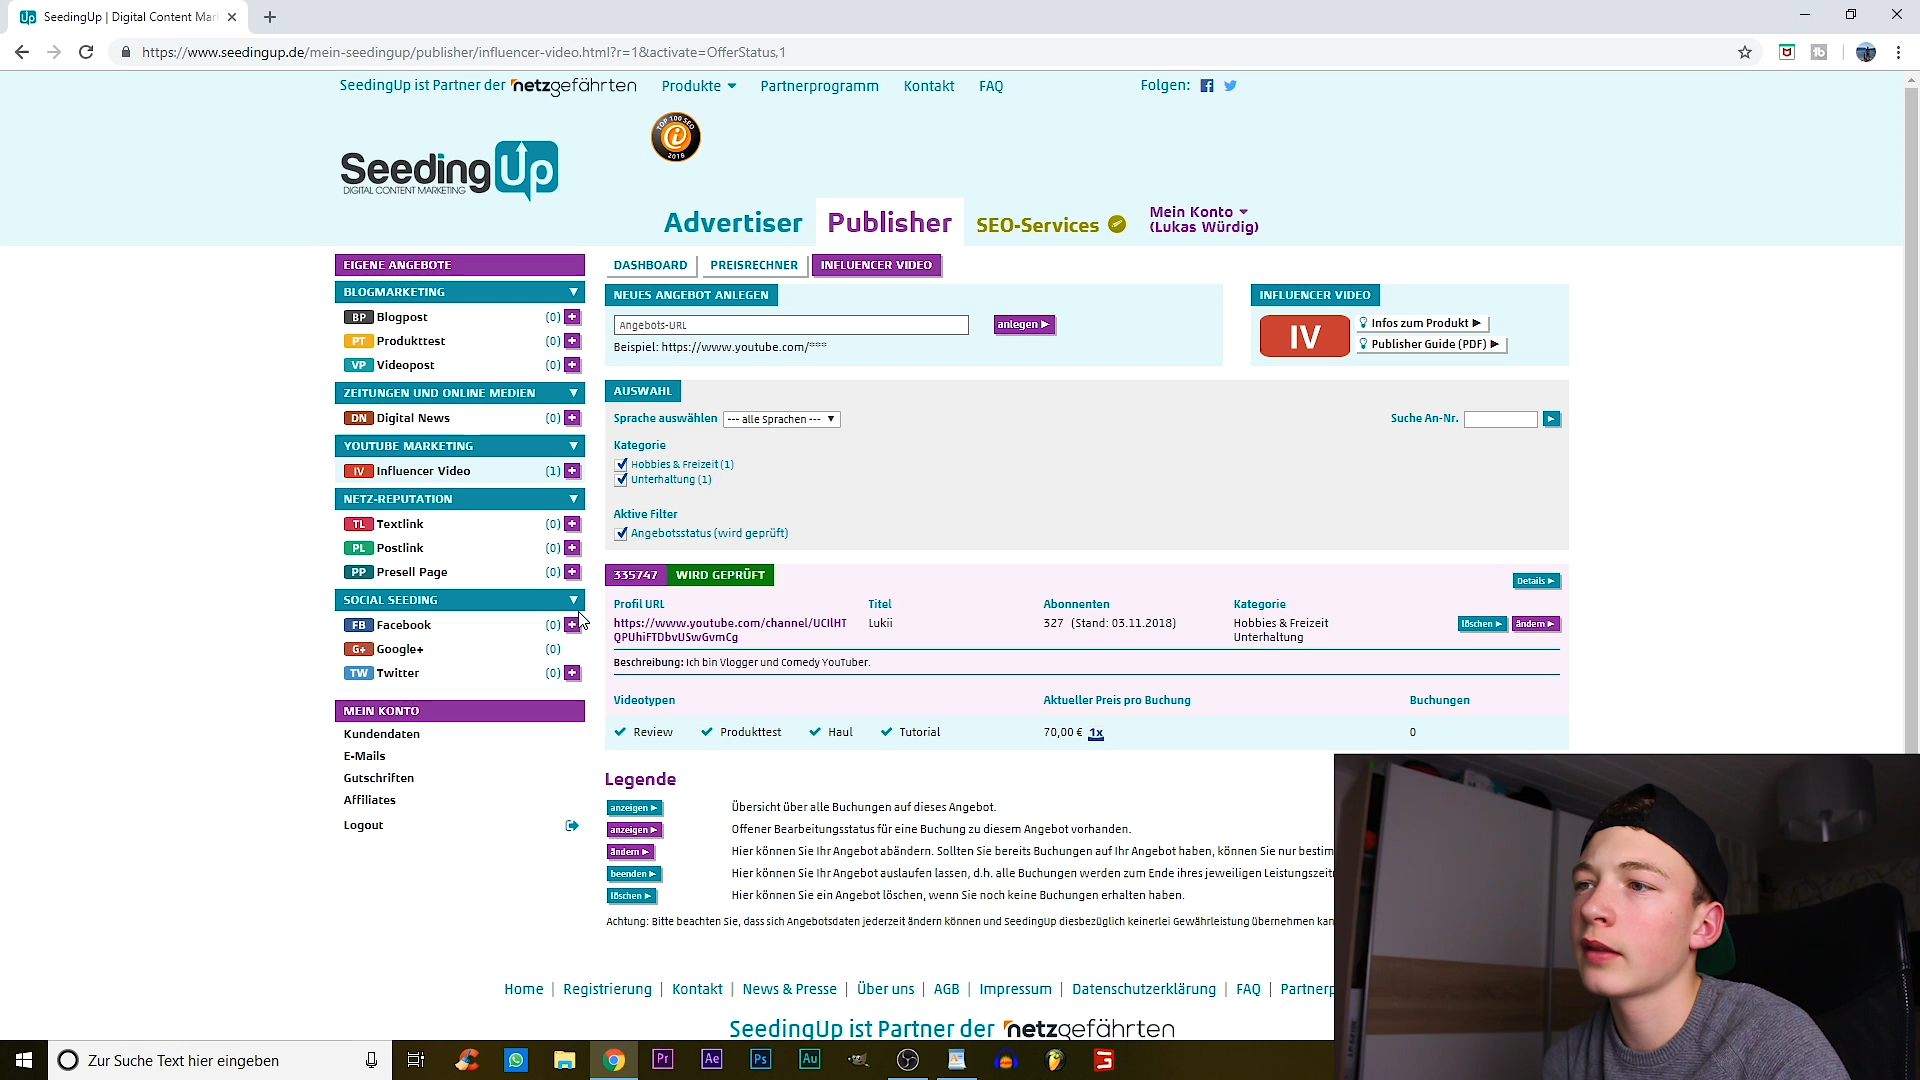 SeedingUp | Digital Content Mar
https://www.seedingup.de/mein-seedingup/publisher/influencer-video.html?r=1&activate=OfferStatus,1
SeedingUp ist Partner der netzgefährten
Produkte
Partnerprogramm
Kontakt
FAQ
Folgen:
TOP 100 SEO
2018
SeedingUp
DIGITAL CONTENT MARKETING
Advertiser
Publisher
SEO-Services
Mein Konto
(Lukas Würdig)
EIGENE ANGEBOTE
BLOGMARKETING
BP Blogpost (0) +
PT Produkttest (0) +
VP Videopost (0) +
ZEITUNGEN UND ONLINE MEDIEN
DN Digital News (0) +
YOUTUBE MARKETING
IV Influencer Video (1) +
NETZ-REPUTATION
TL Textlink (0) +
PL Postlink (0) +
PP Presell Page (0) +
SOCIAL SEEDING
FB Facebook (0) +
G+ Google+ (0)
TW Twitter (0) +
MEIN KONTO
Kundendaten
E-Mails
Gutschriften
Affiliates
Logout
DASHBOARD
PREISRECHNER
INFLUENCER VIDEO
NEUES ANGEBOT ANLEGEN
Angebots-URL
anlegen
Beispiel: https://www.youtube.com/***
INFLUENCER VIDEO
IV
Infos zum Produkt
Publisher Guide (PDF)
AUSWAHL
Sprache auswählen --- alle Sprachen ---
Suche An-Nr.
Kategorie
Hobbies & Freizeit (1)
Unterhaltung (1)
Aktive Filter
Angebotsstatus (wird geprüft)
335747 WIRD GEPRÜFT
Details
Profil URL Titel Abonnenten Kategorie
https://www.youtube.com/channel/UCIlHT Lukii 327 (Stand: 03.11.2018) Hobbies & Freizeit löschen ändern
QPUhiFTDbvUSwGvmCg Unterhaltung
Beschreibung: Ich bin Vlogger und Comedy YouTuber.
Videotypen Aktueller Preis pro Buchung Buchungen
Review Produkttest Haul Tutorial 70,00 € 1x 0
Legende
anzeigen Übersicht über alle Buchungen auf dieses Angebot.
anzeigen Offener Bearbeitungsstatus für eine Buchung zu diesem Angebot vorhanden.
ändern Hier können Sie Ihr Angebot abändern. Sollten Sie bereits Buchungen auf Ihr Angebot haben, können Sie nur bestim
beenden Hier können Sie Ihr Angebot auslaufen lassen, d.h. alle Buchungen werden zum Ende ihres jeweiligen Leistungszeitr
löschen Hier können Sie ein Angebot löschen, wenn Sie noch keine Buchungen erhalten haben.
Achtung: Bitte beachten Sie, dass sich Angebotsdaten jederzeit ändern können und SeedingUp diesbezüglich keinerlei Gewährleistung übernehmen kan
Home | Registrierung | Kontakt | News & Presse | Über uns | AGB | Impressum | Datenschutzerklärung | FAQ | Partnerp
SeedingUp ist Partner der netzgefährten
Zur Suche Text hier eingeben
Pr
Ae
Ps
Au